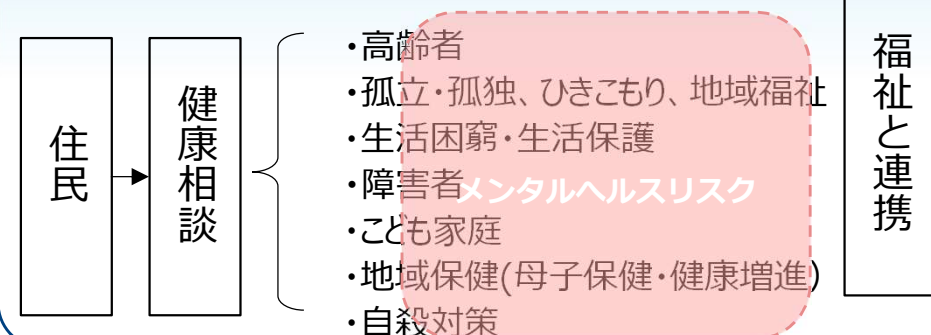 住民
健康相談
・高齢者
・孤立・孤独、ひきこもり、地域福祉
・生活困窮・生活保護
・障害者
メンタルヘルスリスク
・こども家庭
・地域保健(母子保健・健康増進)
・自殺対策
福祉と連携